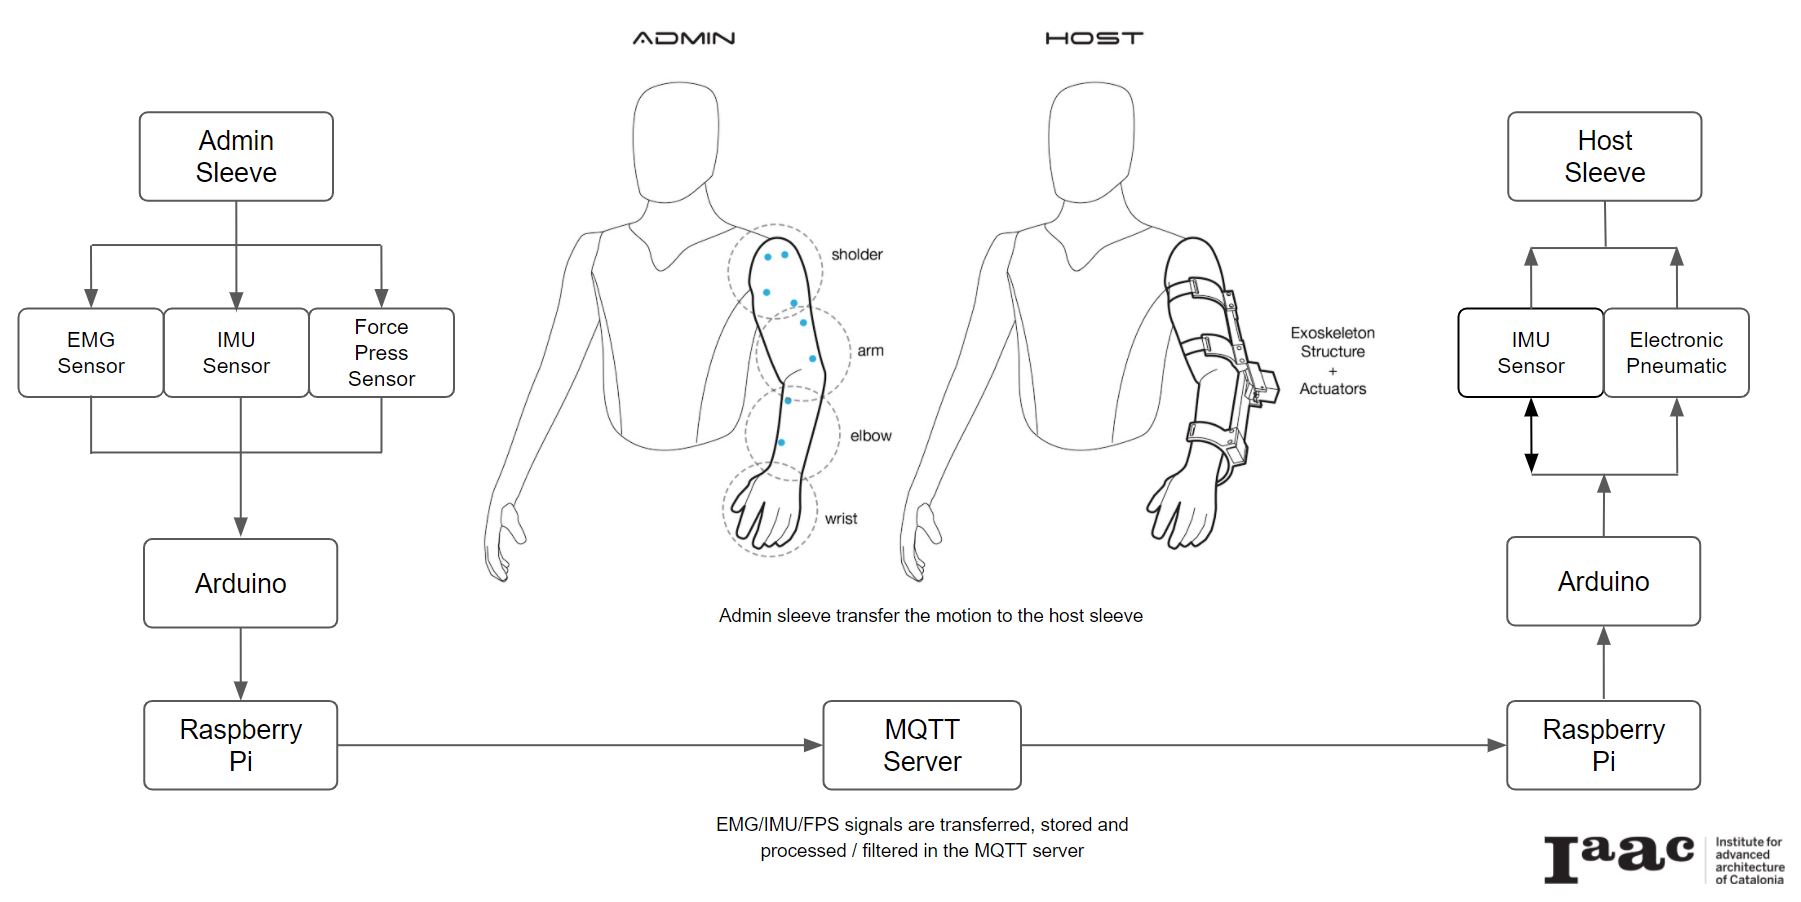 ADMIN
HOST
Admin
Sleeve
EMG
Sensor
IMU
Sensor
Force
Press
Sensor
Arduino
Raspberry
Pi
sholder
arm
elbow
wrist
Exoskeleton
Structure
+
Actuators
Admin sleeve transfer the motion to the host sleeve
MQTT
Server
EMG/IMU/FPS signals are transferred, stored and
processed / filtered in the MQTT server
Host
Sleeve
IMU
Sensor
Electronic
Pneumatic
Arduino
Raspberry
Pi
Iaac
Institute for
advanced
architecture
of Catalonia